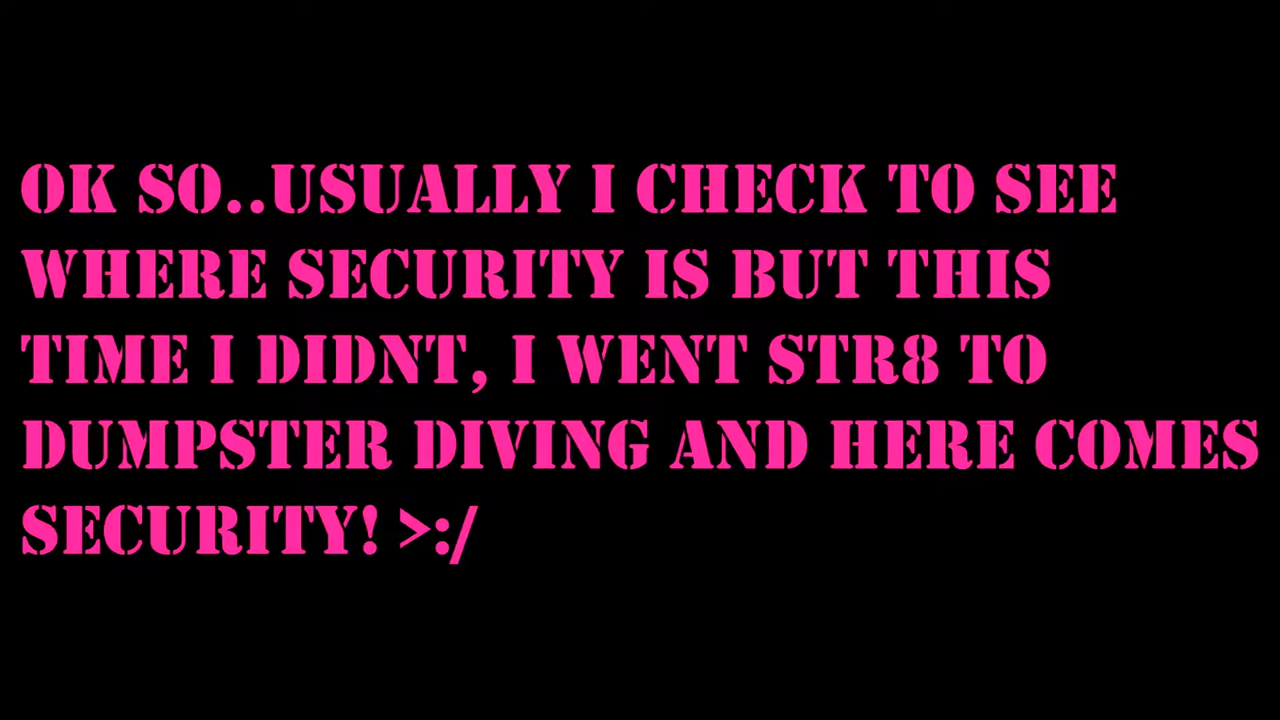 OK SO..USUALLY I CHECK TO SEE
WHERE SECURITY IS BUT THIS
TIME I DIDNT, I WENT STR8 TO
DUMPSTER DIVING AND HERE COMES
SECURITY! >:/